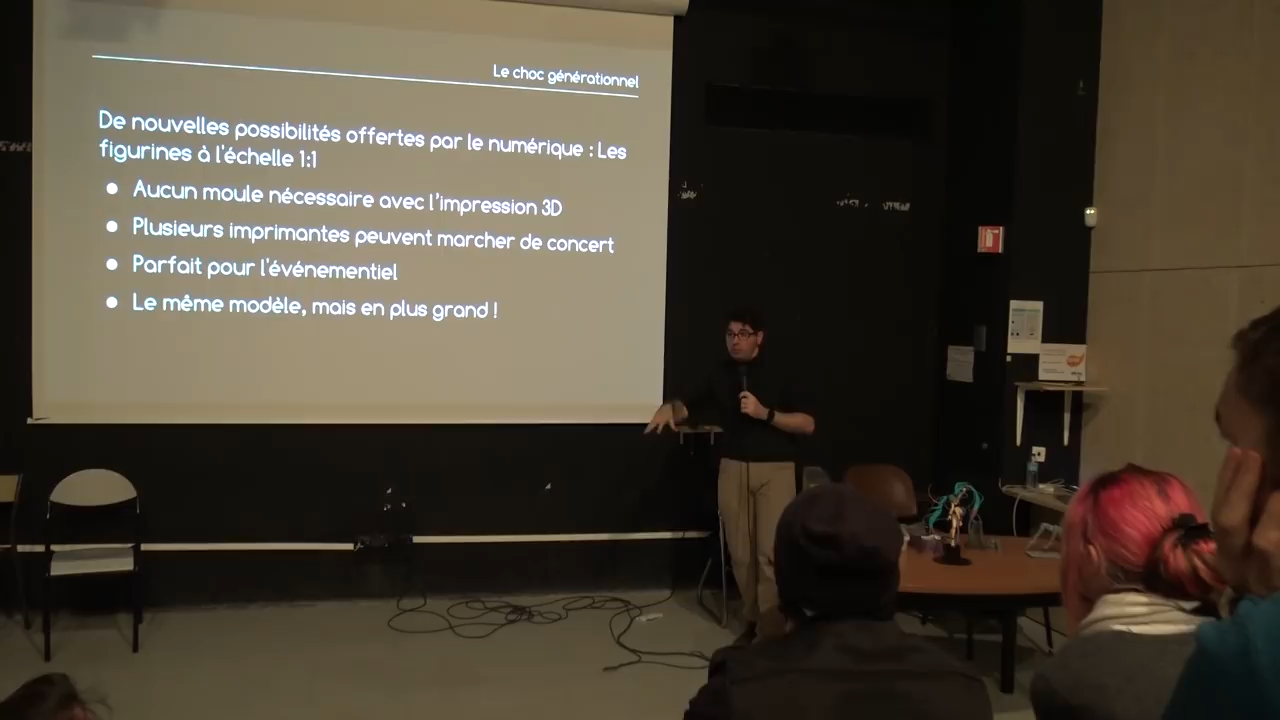 Le choc générationnel
De nouvelles possibilités offertes par le numérique : Les
figurines à l'échelle 1:1
● Aucun moule nécessaire avec l'impression 3D
● Plusieurs imprimantes peuvent marcher de concert
● Parfait pour l'événementiel
● Le même modèle, mais en plus grand !